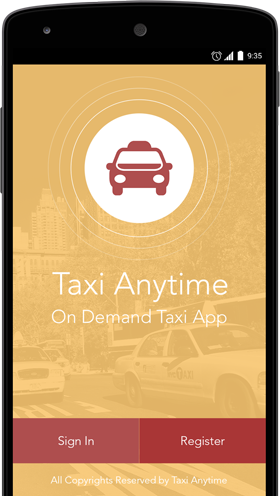 9:35
Taxi Anytime
On Demand Taxi App
Sign In
Register
All Copyrights Reserved by Taxi Anytime